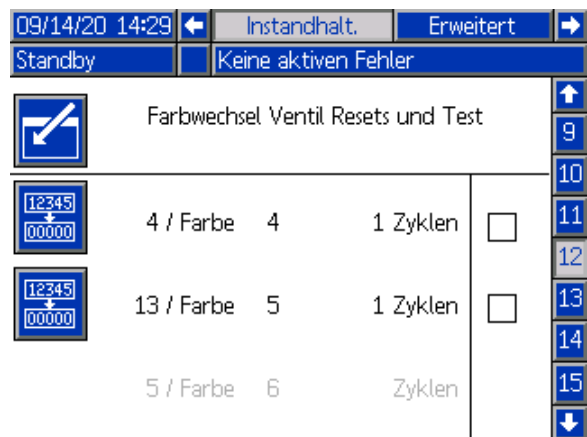 09/14/20 14:29 Instandhalt. Erweitert
Standby Keine aktiven Fehler
Farbwechsel Ventil Resets und Test
9
10
12345
00000
4 / Farbe 4 1 Zyklen
11
12
12345
00000
13 / Farbe 5 1 Zyklen
13
14
5 / Farbe 6 Zyklen
15